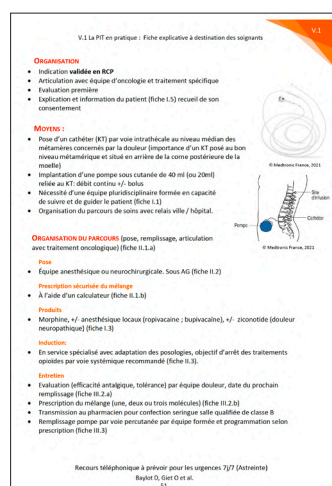 V.1
V.1 La PIT en pratique : Fiche explicative à destination des soignants
ORGANISATION
• Indication validée en RCP
• Articulation avec équipe d'oncologie et traitement spécifique
• Evaluation première
• Explication et information du patient (fiche I.5) recueil de son
consentement
MOYENS :
• Pose d'un cathéter (KT) par voie intrathécale au niveau médian des
métamères concernés par la douleur (importance d'un KT posé au bon
niveau métamérique et situé en arrière de la corne postérieure de la
moelle)
• Implantation d'une pompe sous cutanée de 40 ml (ou 20ml)
reliée au KT: débit continu +/- bolus
• Nécessité d'une équipe pluridisciplinaire formée en capacité
de suivre et de guider le patient (fiche I.1)
• Organisation du parcours de soins avec relais ville / hôpital.
© Medtronic France, 2021
Site
d'infusion
Cathéter
Pompe
© Medtronic France, 2021
ORGANISATION DU PARCOURS (pose, remplissage, articulation
avec traitement oncologique) (fiche II.1.a)
Pose
• Équipe anesthésique ou neurochirurgicale. Sous AG (fiche II.2)
Prescription sécurisée du mélange
• À l'aide d'un calculateur (fiche II.1.b)
Produits
• Morphine, +/- anesthésique locaux (ropivacaine ; bupivacaïne), +/- ziconotide (douleur
neuropathique) (fiche I.3)
Induction:
• En service spécialisé avec adaptation des posologies, objectif d'arrêt des traitements
opioïdes par voie systémique recommandé (fiche II.3).
Entretien
• Evaluation (efficacité antalgique, tolérance) par équipe douleur, date du prochain
remplissage (fiche III.2.a)
• Prescription du mélange (une, deux ou trois molécules) (fiche III.2.b)
• Transmission au pharmacien pour confection seringue salle qualifiée de classe B
• Remplissage pompe par voie percutanée par équipe formée et programmation selon
prescription (fiche III.3)
Recours téléphonique à prévoir pour les urgences 7j/7 (Astreinte)
Baylot D, Giet O et al.
51